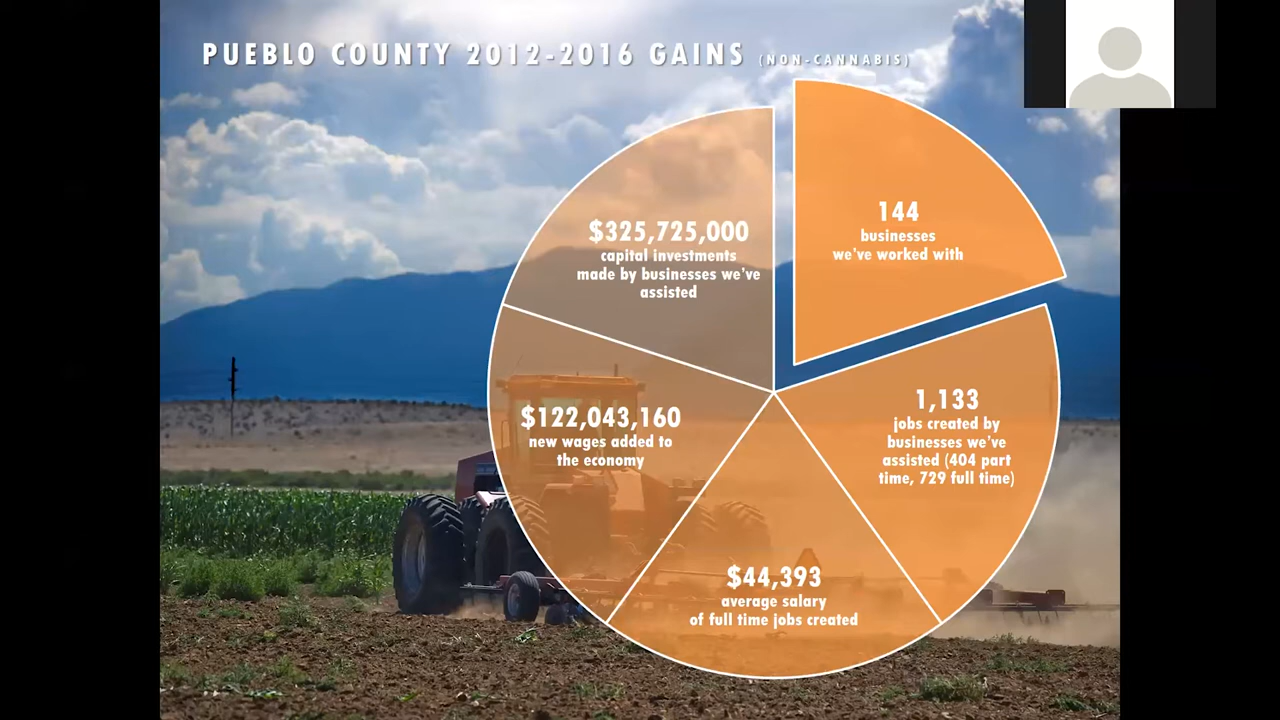 PUEBLO COUNTY 2012-2016 GAINS (NON-CANNABIS)
144
businesses
we've worked with
1,133
jobs created by
businesses we've
assisted (404 part
time, 729 full time)
$44,393
average salary
of full time jobs created
$122,043,160
new wages added to
the economy
$325,725,000
capital investments
made by businesses we've
assisted